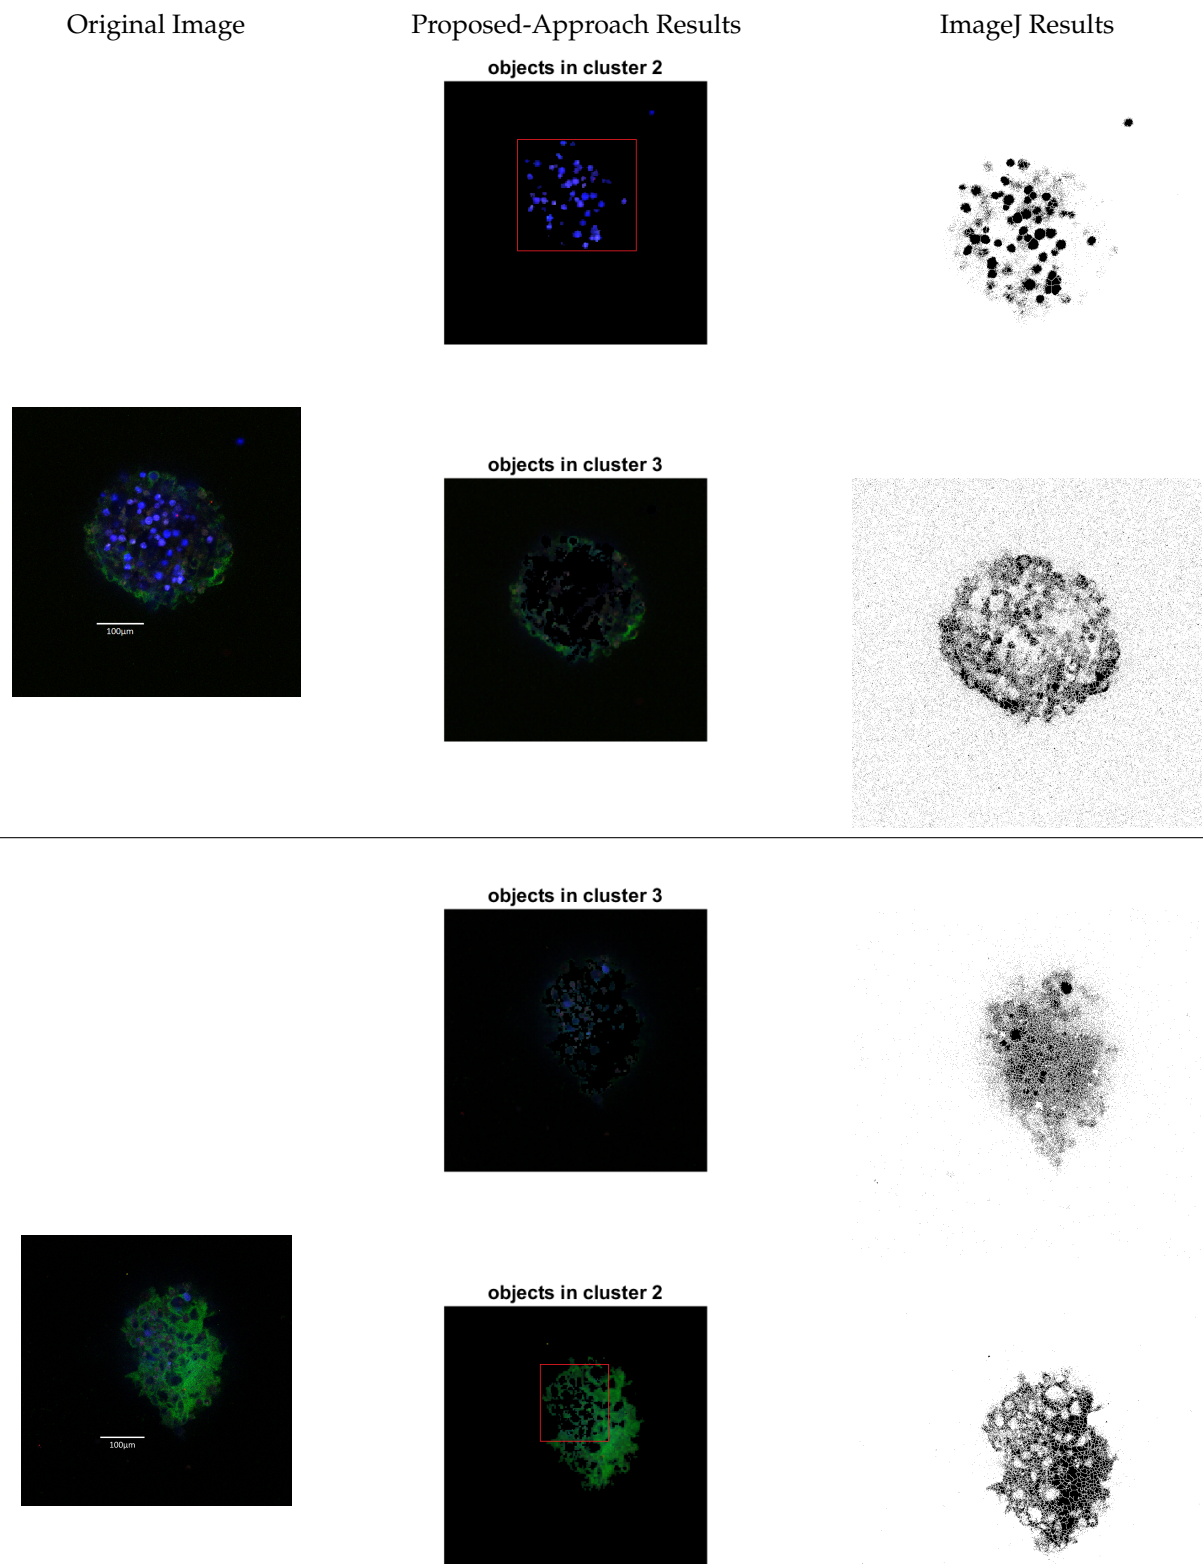 Original Image Proposed-Approach Results ImageJ Results
objects in cluster 2
objects in cluster 3
100µm
objects in cluster 3
objects in cluster 2
100µm